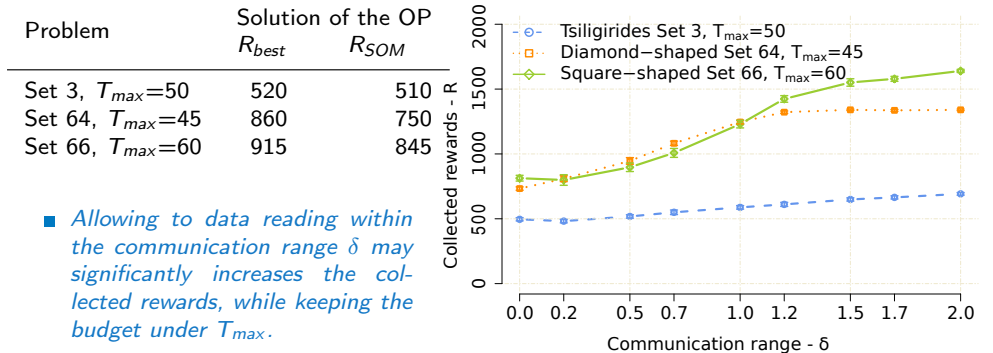 Problem Solution of the OP
R_best R_SOM
Set 3, T_max=50 520 510
Set 64, T_max=45 860 750
Set 66, T_max=60 915 845
Allowing to data reading within
the communication range δ may
significantly increases the col-
lected rewards, while keeping the
budget under T_max.
Tsiligirides Set 3, T_max=50
Diamond−shaped Set 64, T_max=45
Square−shaped Set 66, T_max=60
Collected rewards - R
2000
1500
1000
500
0
0.0 0.2 0.5 0.7 1.0 1.2 1.5 1.7 2.0
Communication range - δ